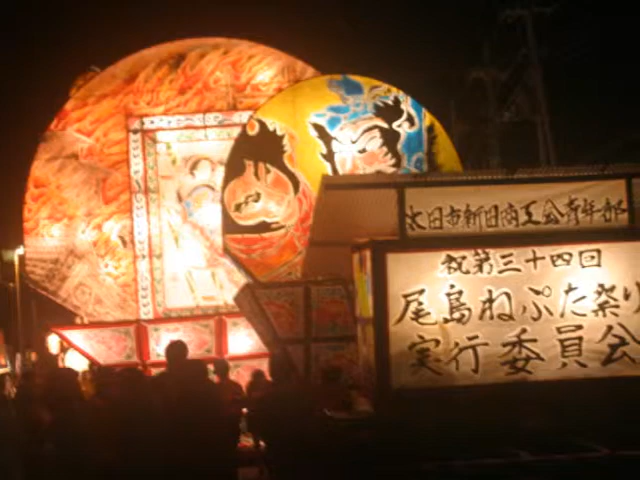 太田市新田商工会青年部
祝第三十四回
尾島ねぷた祭り
実行委員会